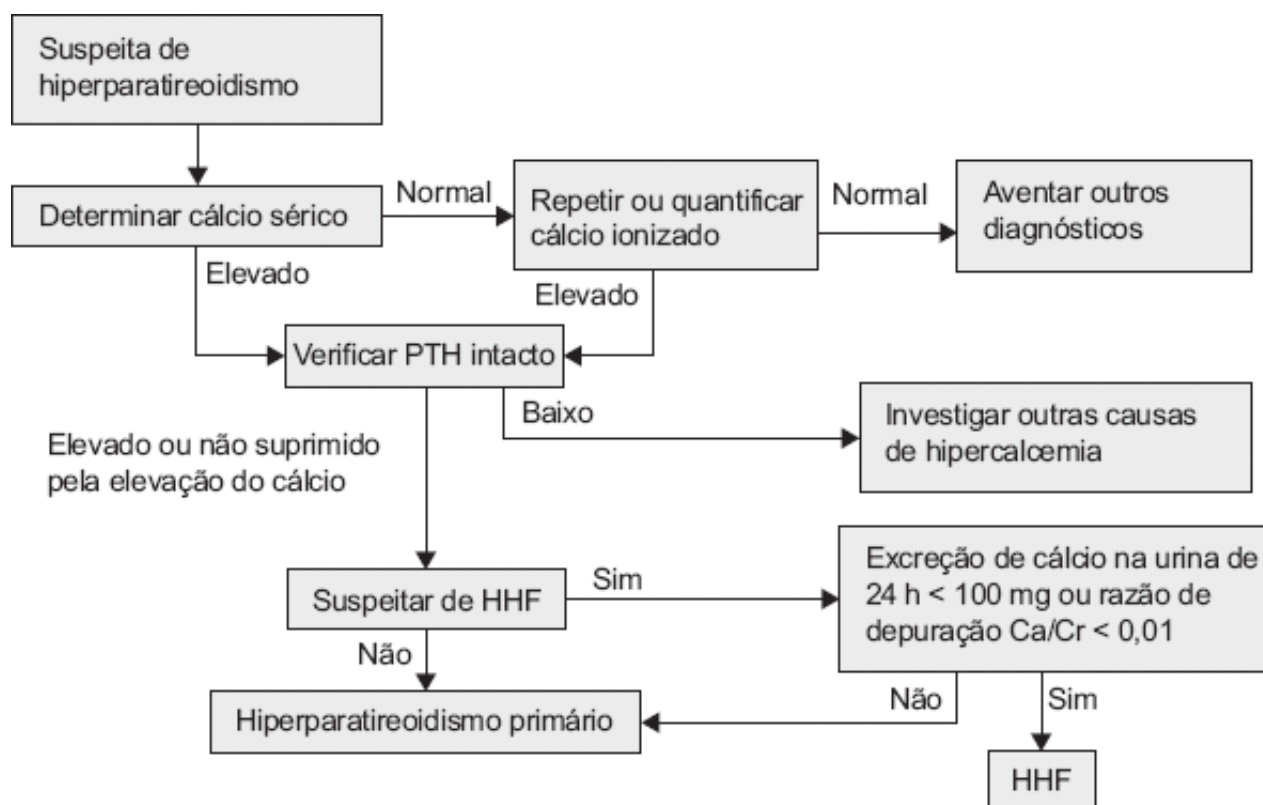 Suspeita de
hiperparatireoidismo
Determinar cálcio sérico
Normal
Repetir ou quantificar
cálcio ionizado
Normal
Aventar outros
diagnósticos
Elevado
Elevado
Verificar PTH intacto
Baixo
Investigar outras causas
de hipercalcemia
Elevado ou não suprimido
pela elevação do cálcio
Suspeitar de HHF
Sim
Excreção de cálcio na urina de
24 h < 100 mg ou razão de
depuração Ca/Cr < 0,01
Não
Hiperparatireoidismo primário
Não
Sim
HHF